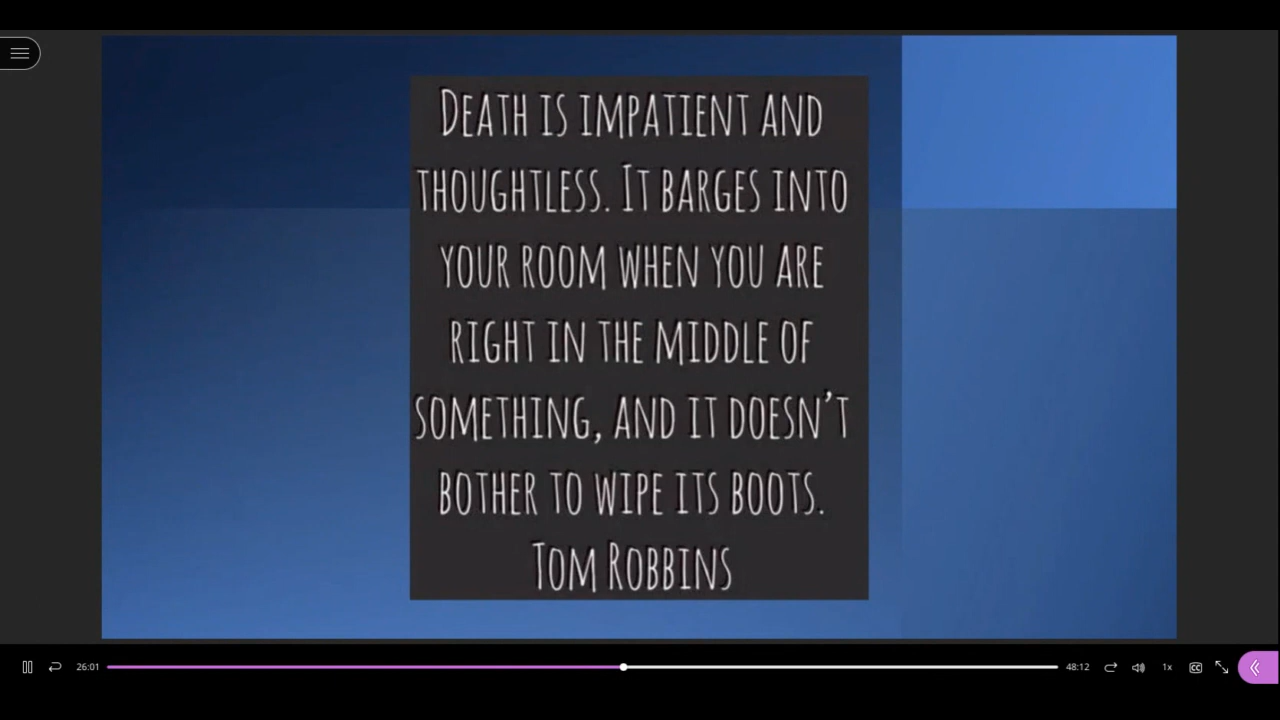 Death is impatient and
thoughtless. It barges into
your room when you are
right in the middle of
something, and it doesn’t
bother to wipe its boots.
Tom Robbins
26:01
48:12
1x
CC